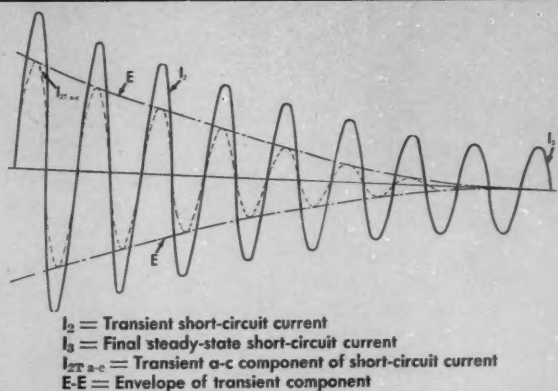 E
I₂
I₂T a-c
I₃
E
I₂ = Transient short-circuit current
I₃ = Final steady-state short-circuit current
I₂T a-c = Transient a-c component of short-circuit current
E-E = Envelope of transient component